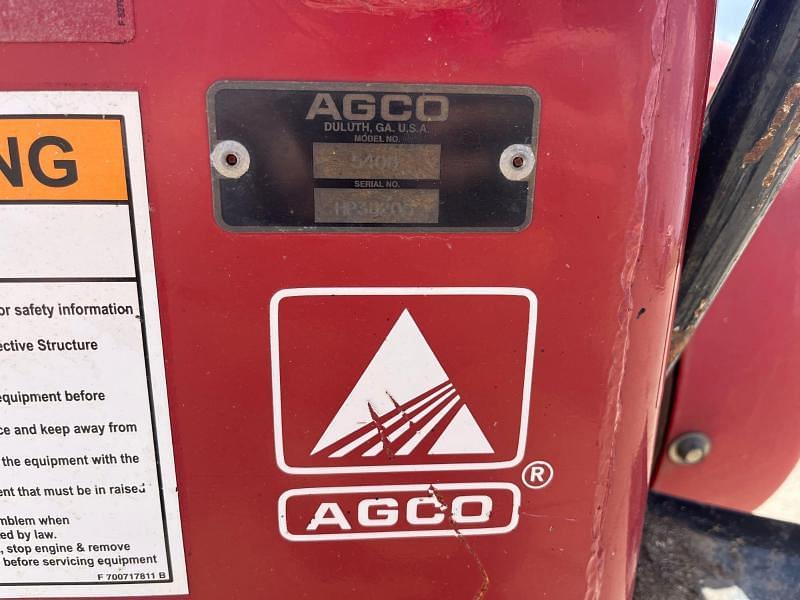 AGCO
DULUTH, GA. U.S.A.
MODEL NO.
5400
SERIAL NO.
NG
or safety information
ective Structure
equipment before
ce and keep away from
the equipment with the
ent that must be in raised
mblem when
ed by law.
, stop engine & remove
before servicing equipment
F 700717811 B
AGCO
®